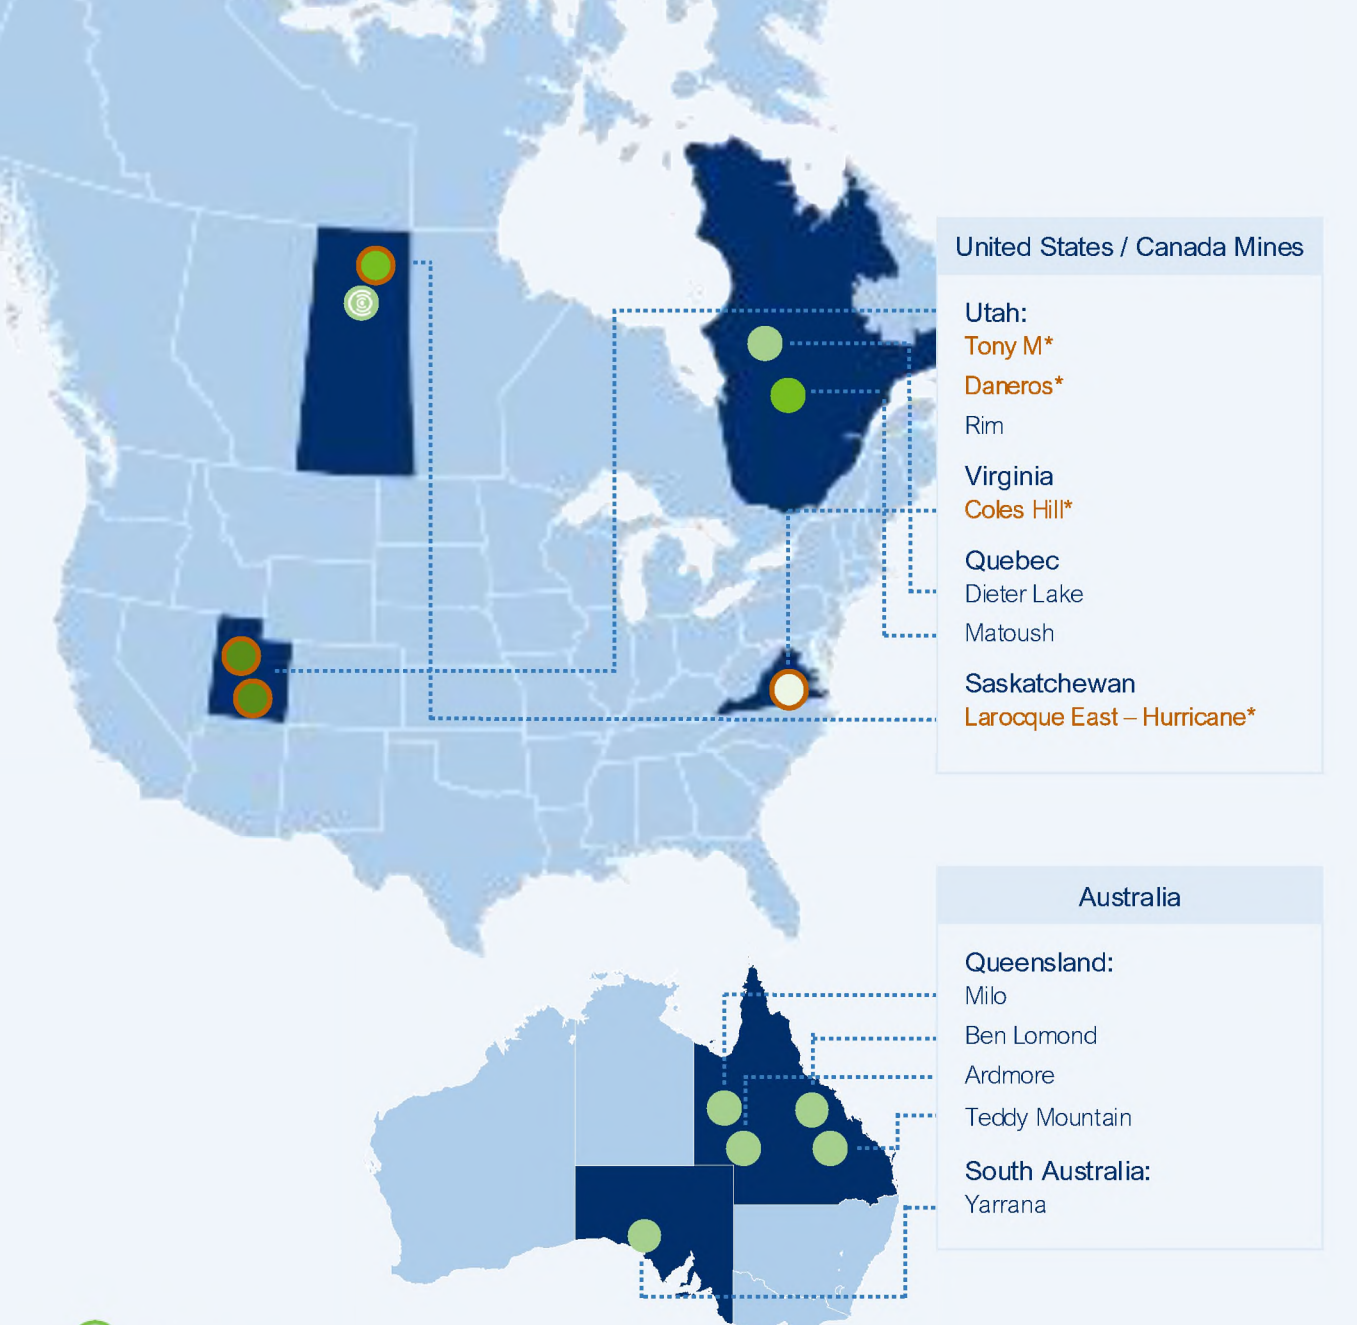 United States / Canada Mines
Utah:
Tony M*
Daneros*
Rim
Virginia
Coles Hill*
Quebec
Dieter Lake
Matoush
Saskatchewan
Larocque East – Hurricane*
Australia
Queensland:
Milo
Ben Lomond
Ardmore
Teddy Mountain
South Australia:
Yarrana